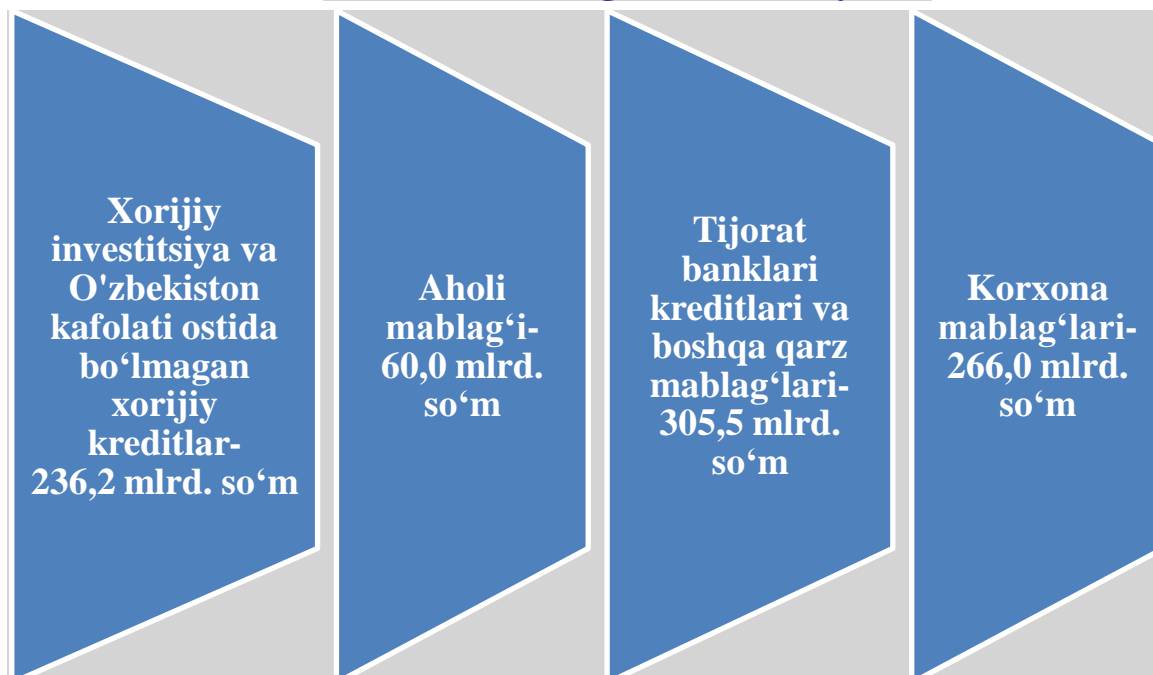 Xorijiy
investitsiya va
O'zbekiston
kafolati ostida
bo‘lmagan
xorijiy
kreditlar-
236,2 mlrd. so‘m
Aholi
mablag‘i-
60,0 mlrd.
so‘m
Tijorat
banklari
kreditlari va
boshqa qarz
mablag‘lari-
305,5 mlrd.
so‘m
Korxona
mablag‘lari-
266,0 mlrd.
so‘m